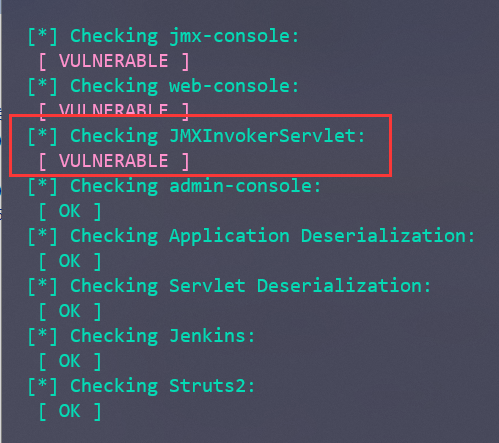 [*] Checking jmx-console:
[ VULNERABLE ]
[*] Checking web-console:
[ VULNERABLE ]
[*] Checking JMXInvokerServlet:
[ VULNERABLE ]
[*] Checking admin-console:
[ OK ]
[*] Checking Application Deserialization:
[ OK ]
[*] Checking Servlet Deserialization:
[ OK ]
[*] Checking Jenkins:
[ OK ]
[*] Checking Struts2:
[ OK ]